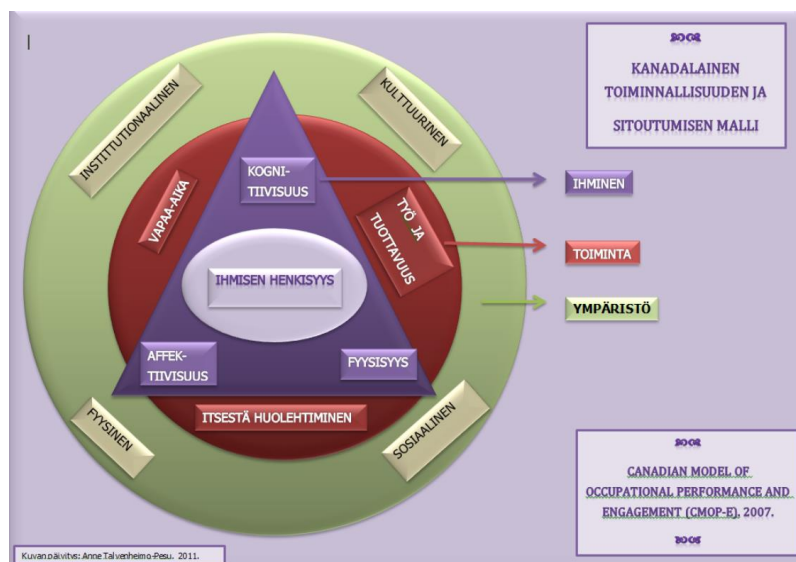 KANADALAINEN
TOIMINNALLISUUDEN JA
SITOUTUMISEN MALLI
INSTITUTIONAALINEN
KULTTUURINEN
KOGNI-
TIIVISUUS
IHMINEN
VAPAA-AIKA
TYÖ JA
TUOTTAVUUS
TOIMINTA
IHMISEN HENKISYYS
YMPÄRISTÖ
AFFEK-
TIIVISUUS
FYYSISYYS
ITSESTÄ HUOLEHTIMINEN
FYYSINEN
SOSIAALINEN
CANADIAN MODEL OF
OCCUPATIONAL PERFORMANCE AND
ENGAGEMENT (CMOP-E), 2007.
Kuvan päivitys: Anne Talvenheimo-Pesu. 2011.